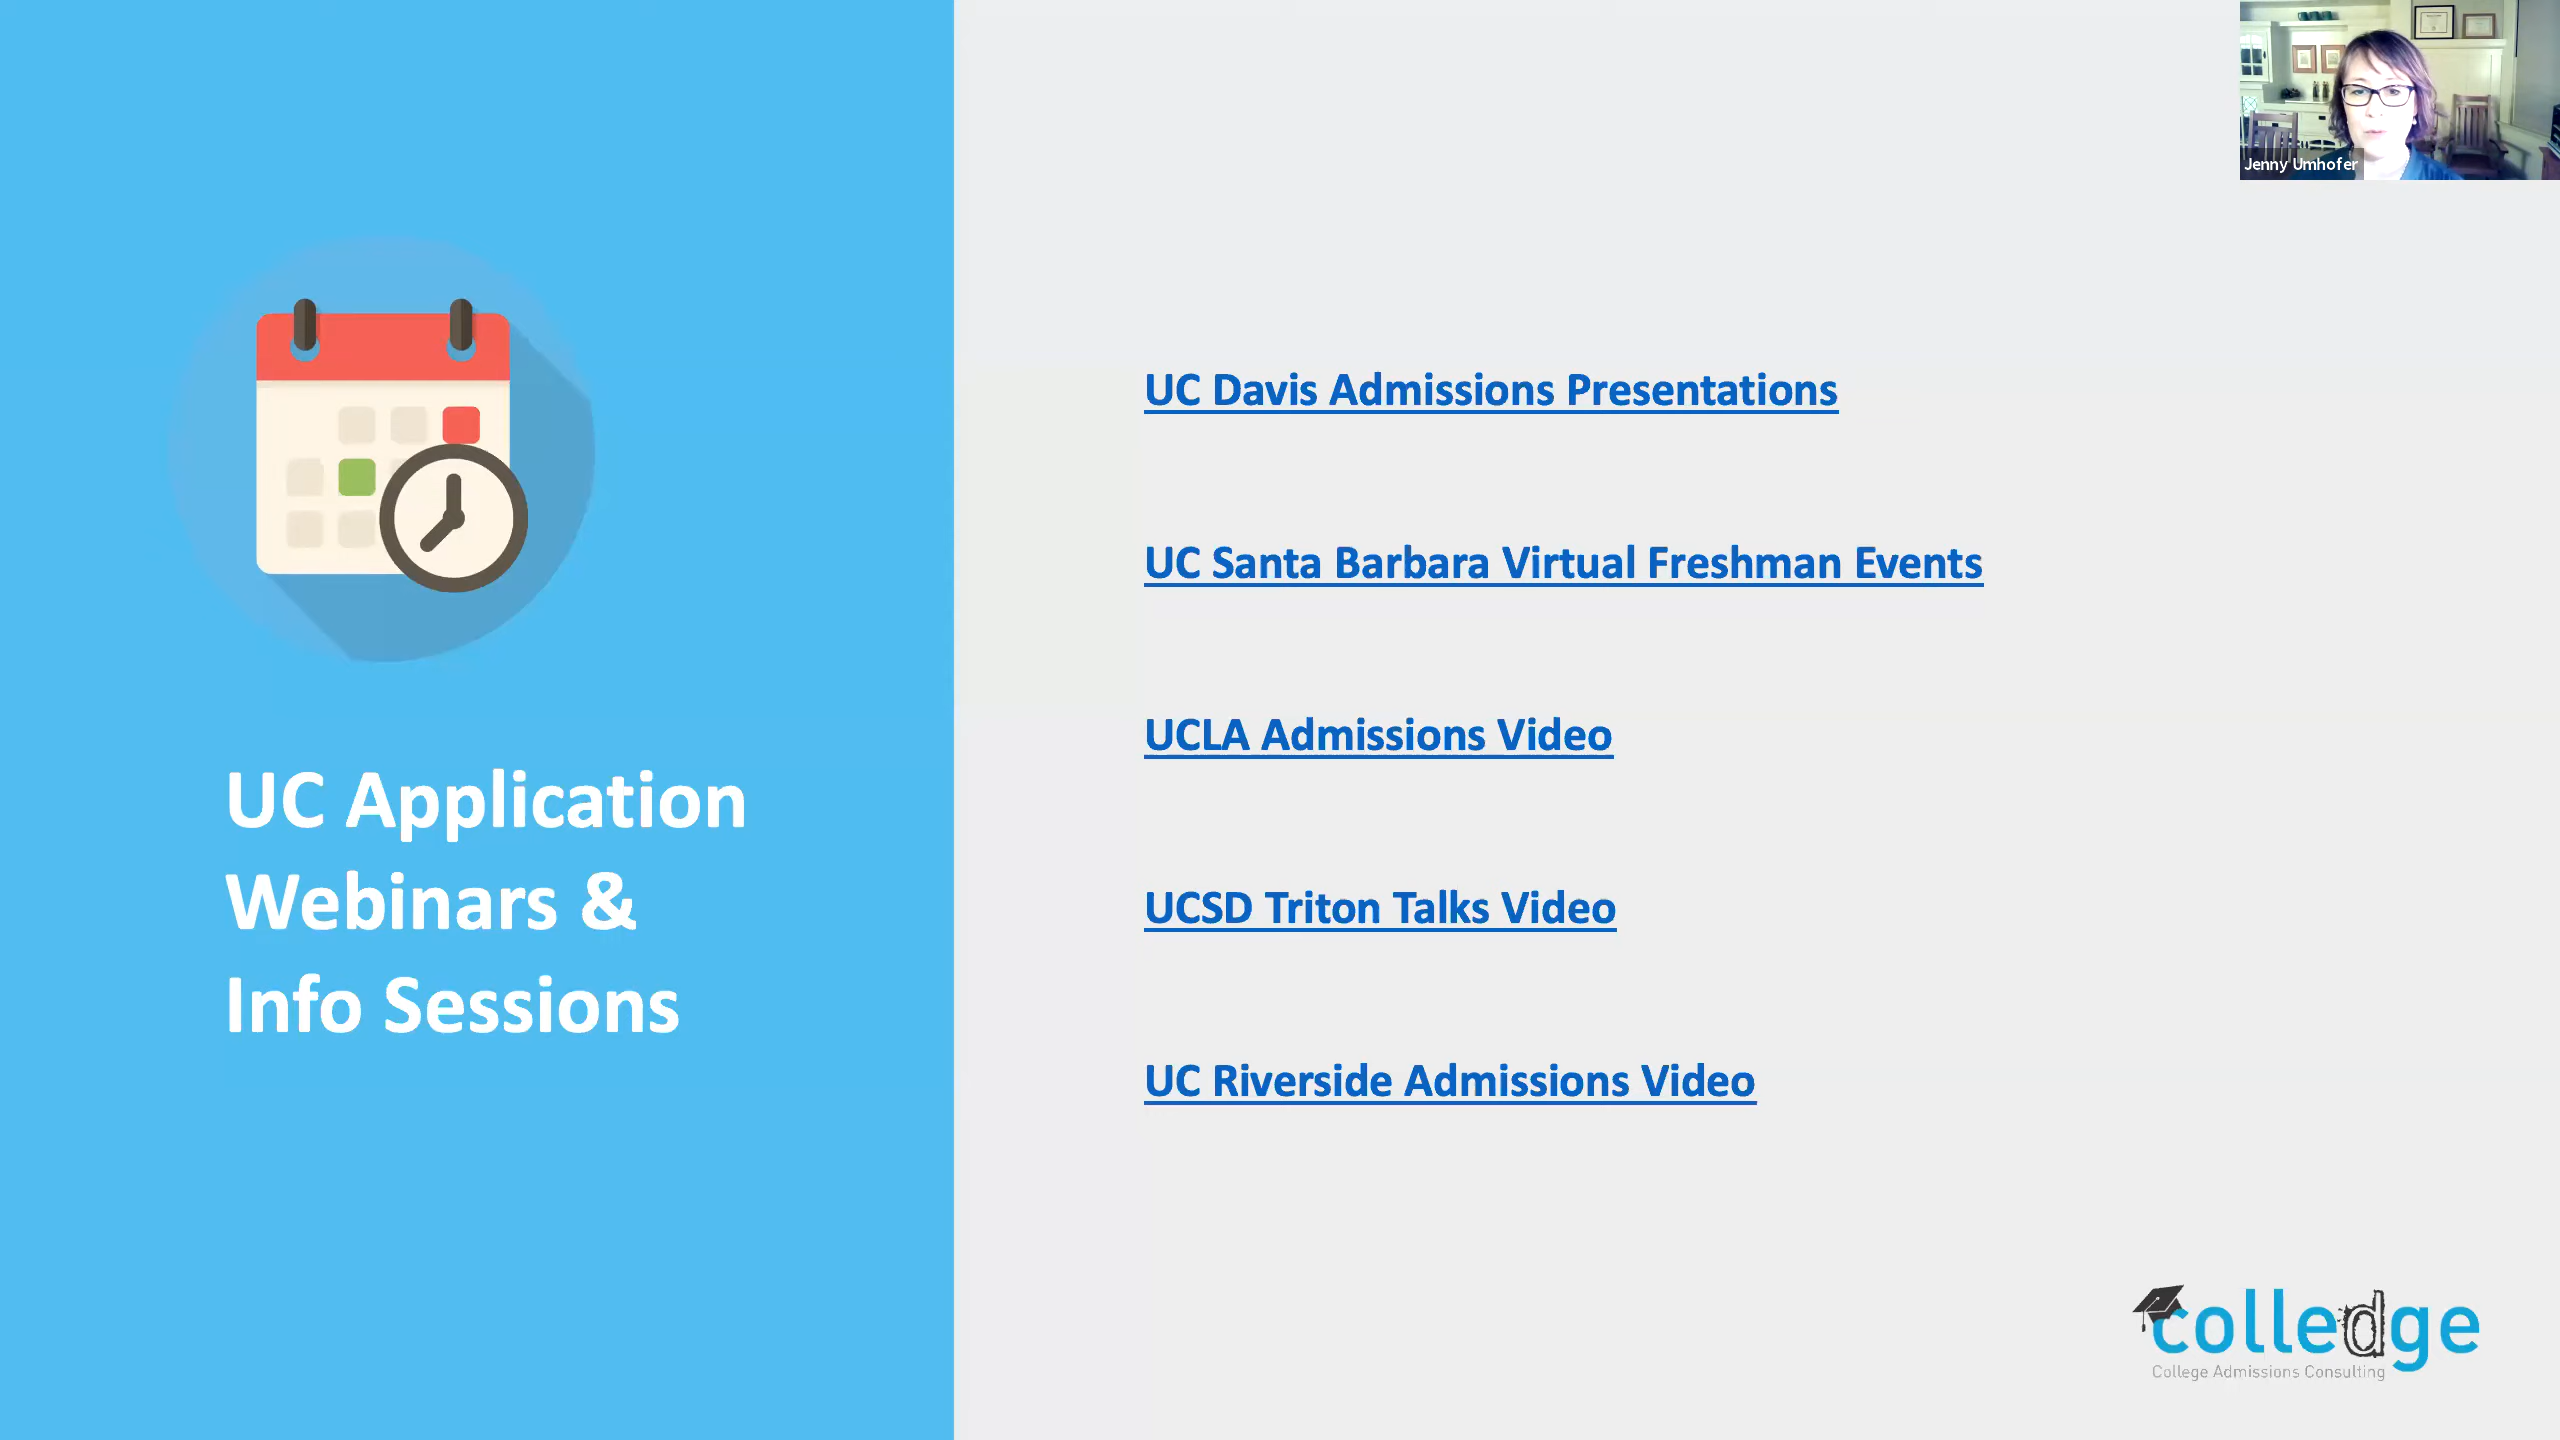 UC Application
Webinars &
Info Sessions
UC Davis Admissions Presentations
UC Santa Barbara Virtual Freshman Events
UCLA Admissions Video
UCSD Triton Talks Video
UC Riverside Admissions Video
Jenny Umhofer
colledge
College Admissions Consulting